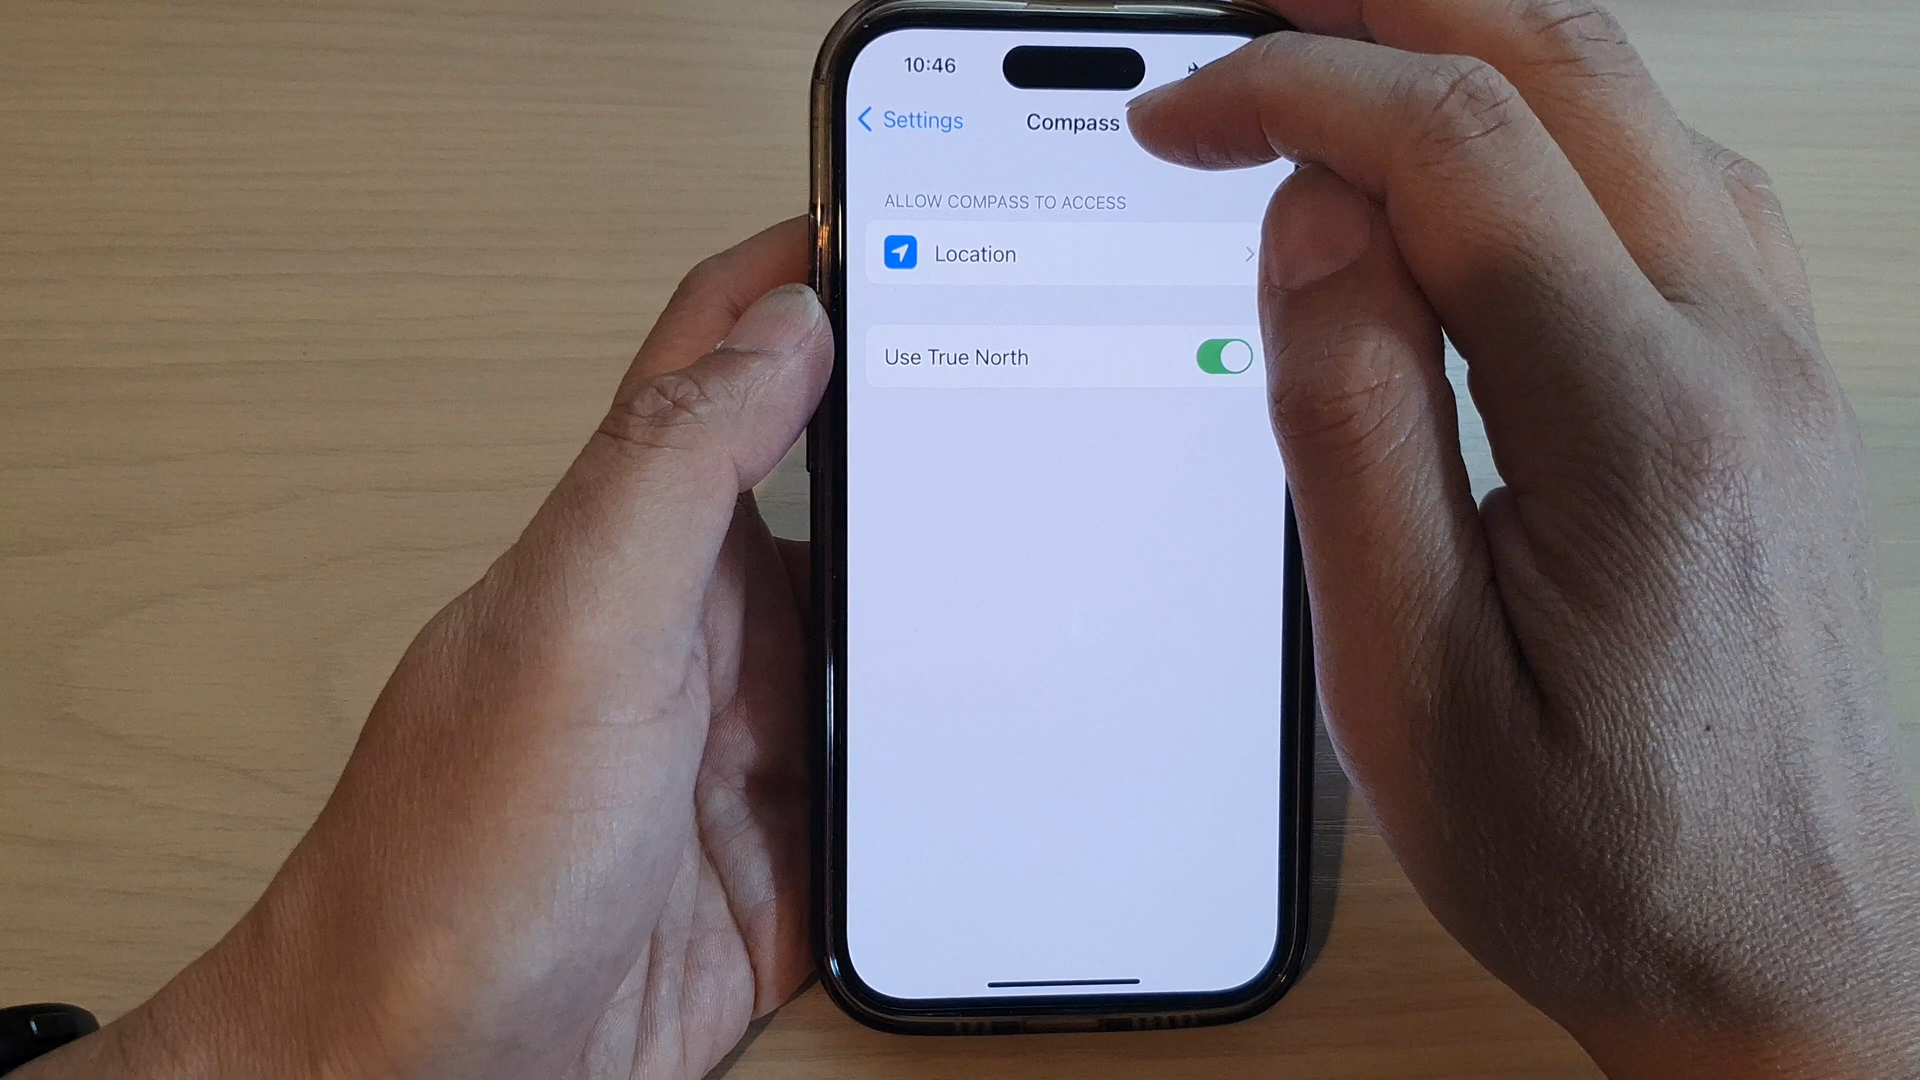 10:46
Settings
Compass
ALLOW COMPASS TO ACCESS
Location
Use True North